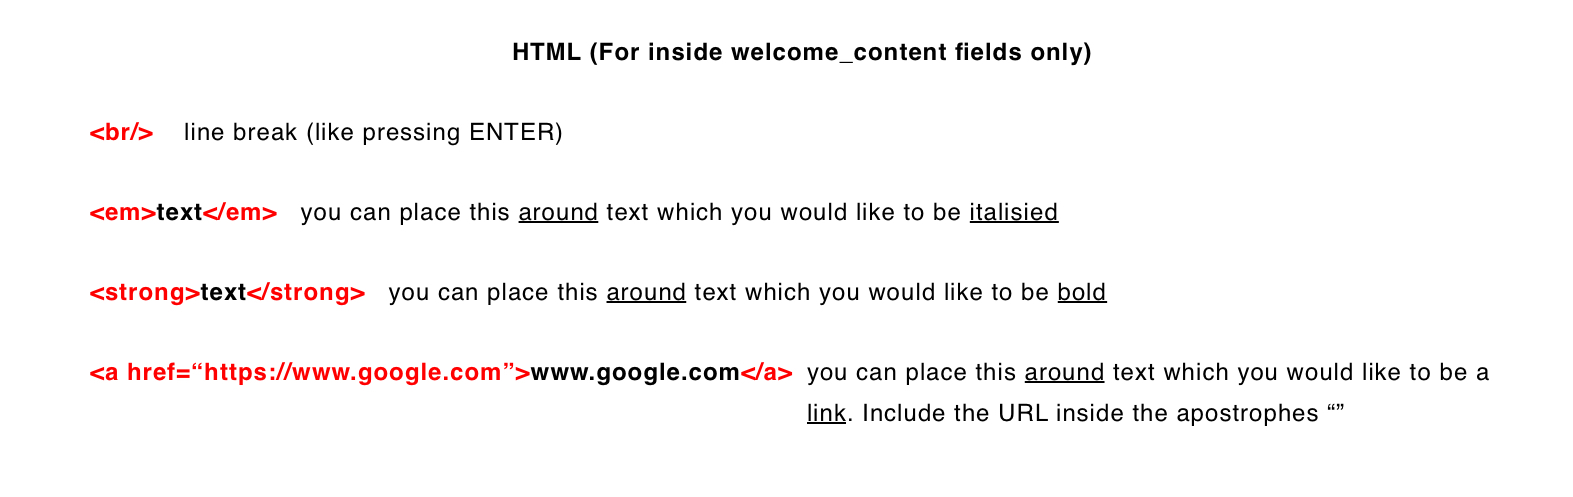 HTML (For inside welcome_content fields only)
<br/> line break (like pressing ENTER)
<em>text</em> you can place this around text which you would like to be italisied
<strong>text</strong> you can place this around text which you would like to be bold
<a href=“https://www.google.com”>www.google.com</a> you can place this around text which you would like to be a
link. Include the URL inside the apostrophes “”